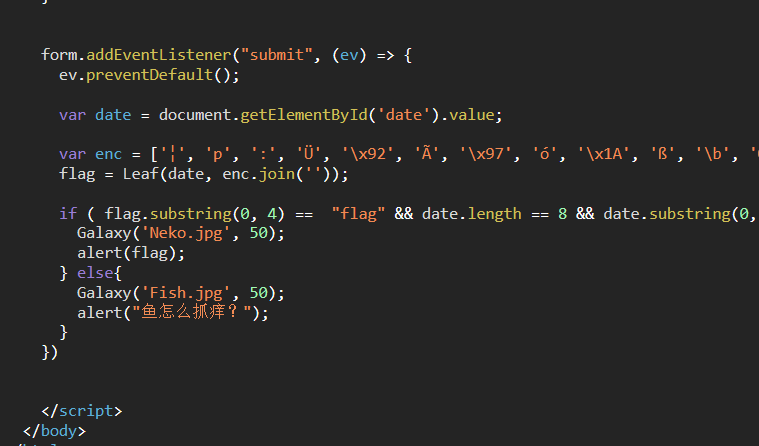 }
form.addEventListener("submit", (ev) => {
ev.preventDefault();
var date = document.getElementById('date').value;
var enc = ['¦', 'p', ':', 'Ü', '\x92', 'Ã', '\x97', 'ó', '\x1A', 'ß', '\b', '
flag = Leaf(date, enc.join(''));
if ( flag.substring(0, 4) == "flag" && date.length == 8 && date.substring(0,
Galaxy('Neko.jpg', 50);
alert(flag);
} else{
Galaxy('Fish.jpg', 50);
alert("鱼怎么抓痒？");
}
})
</script>
</body>